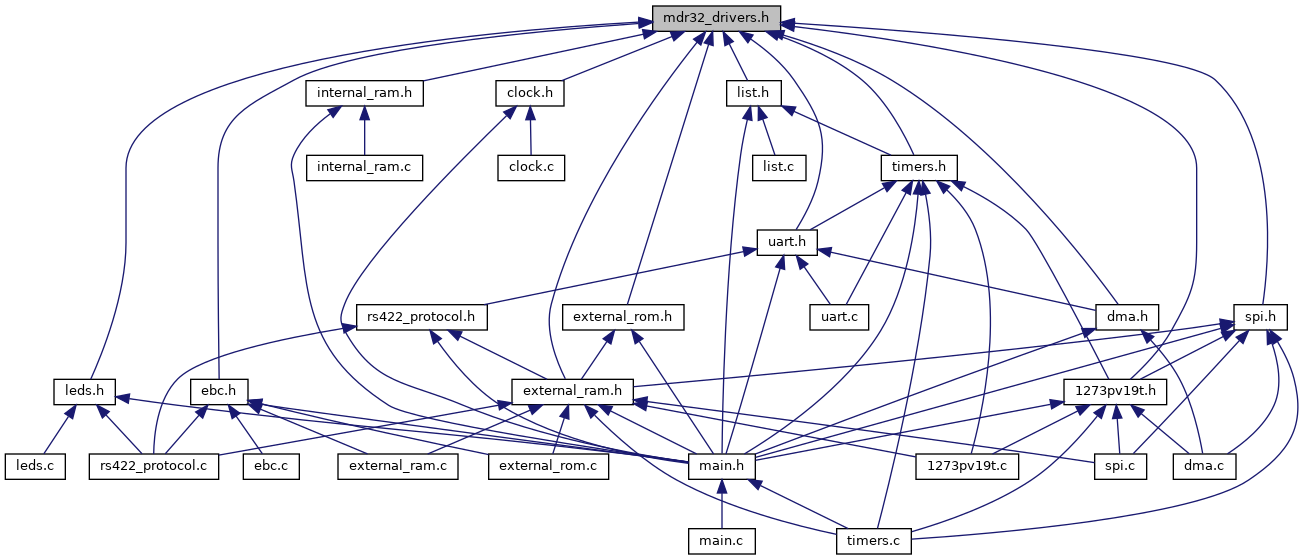 mdr32_drivers.h
internal_ram.h
clock.h
list.h
internal_ram.c
clock.c
list.c
timers.h
uart.h
rs422_protocol.h
external_rom.h
uart.c
dma.h
spi.h
leds.h
ebc.h
external_ram.h
1273pv19t.h
leds.c
rs422_protocol.c
ebc.c
external_ram.c
external_rom.c
main.h
1273pv19t.c
spi.c
dma.c
main.c
timers.c